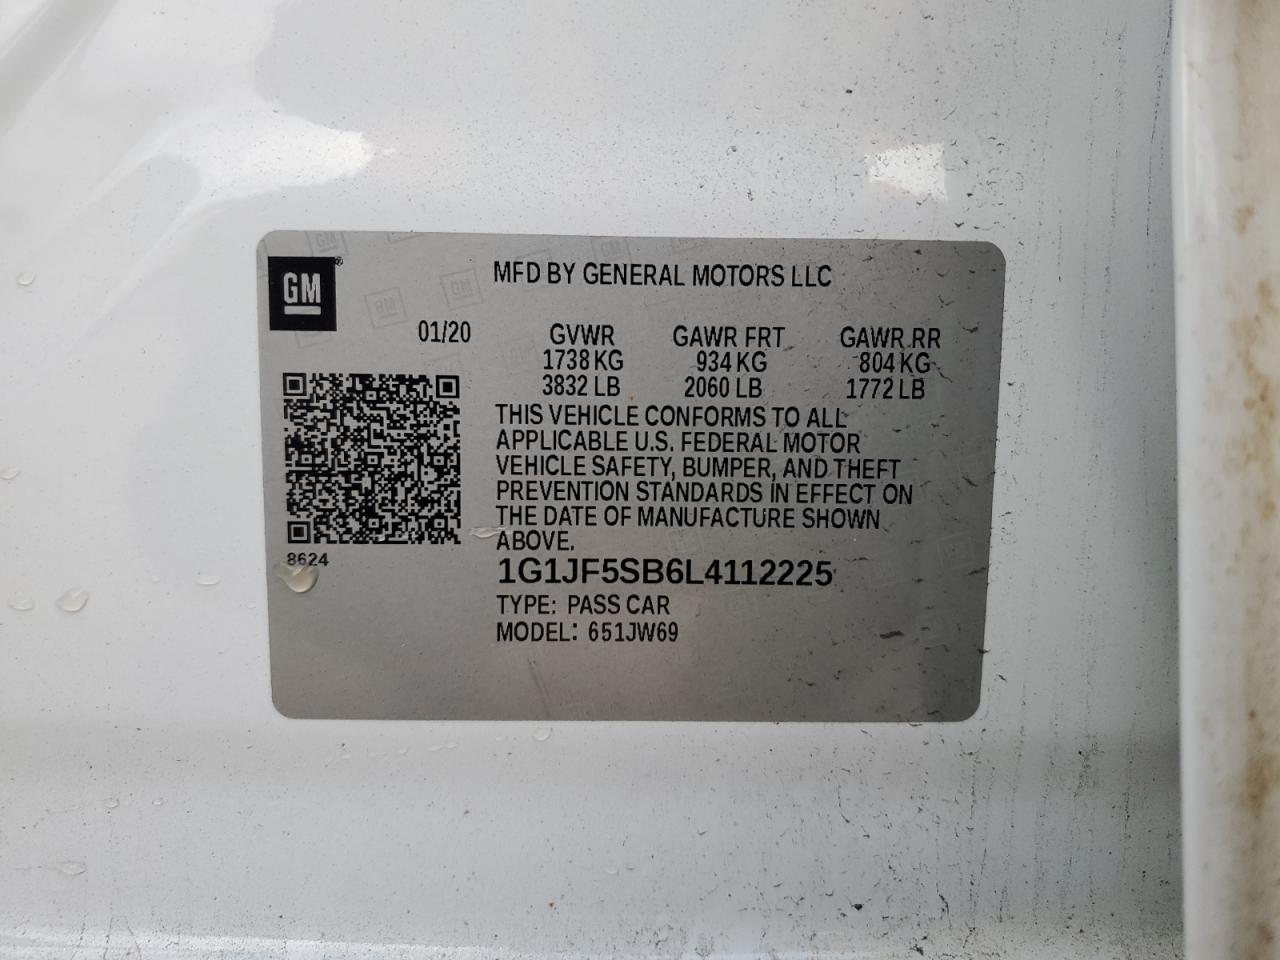 GM®
MFD BY GENERAL MOTORS LLC
01/20 GVWR GAWR FRT GAWR RR
1738 KG 934 KG 804 KG
3832 LB 2060 LB 1772 LB
THIS VEHICLE CONFORMS TO ALL
APPLICABLE U.S. FEDERAL MOTOR
VEHICLE SAFETY, BUMPER, AND THEFT
PREVENTION STANDARDS IN EFFECT ON
THE DATE OF MANUFACTURE SHOWN
ABOVE.
8624
1G1JF5SB6L4112225
TYPE: PASS CAR
MODEL: 651JW69